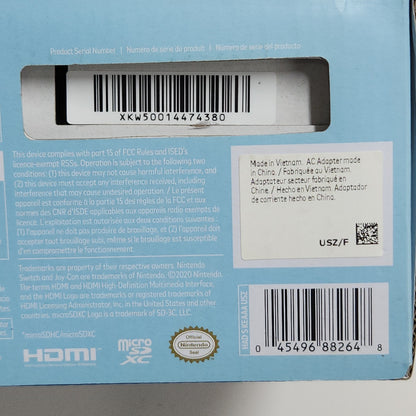 Product Serial Number | Numéro de série du produit | Número de serie del producto
XKW50014474380
This device complies with part 15 of FCC Rules and ISED's
licence-exempt RSSs. Operation is subject to the following two
conditions: (1) this device may not cause harmful interference, and
(2) this device must accept any interference received, including
interference that may cause undesired operation. / Le présent
appareil est conforme à la partie 15 des règles de la FCC et aux
normes des CNR d'ISDE applicables aux appareils radio exempts de
licence. L'exploitation est autorisée aux deux conditions suivantes :
1) l'appareil ne doit pas produire de brouillage, et; 2) l'appareil doit
accepter tout brouillage subi, même si le brouillage est susceptible
d'en compromettre le fonctionnement.
Made in Vietnam. AC Adapter made
in China. / Fabriquée au Vietnam.
Adaptateur secteur fabriqué en
Chine. / Hecho en Vietnam. Adaptador
de corriente hecho en China.
USZ/F
Trademarks are property of their respective owners. Nintendo
Switch and Joy-Con are trademarks of Nintendo. ©2020 Nintendo.
The terms HDMI and HDMI High-Definition Multimedia Interface,
and the HDMI Logo are trademarks or registered trademarks of
HDMI Licensing Administrator, Inc. in the United States and other
countries. microSDXC Logo is a trademark of SD-3C, LLC.
*microSDHC/microSDXC
HDMI
micro SD XC
Official Nintendo Seal
HAD S KEAAA USZ
0 45496 88264 8